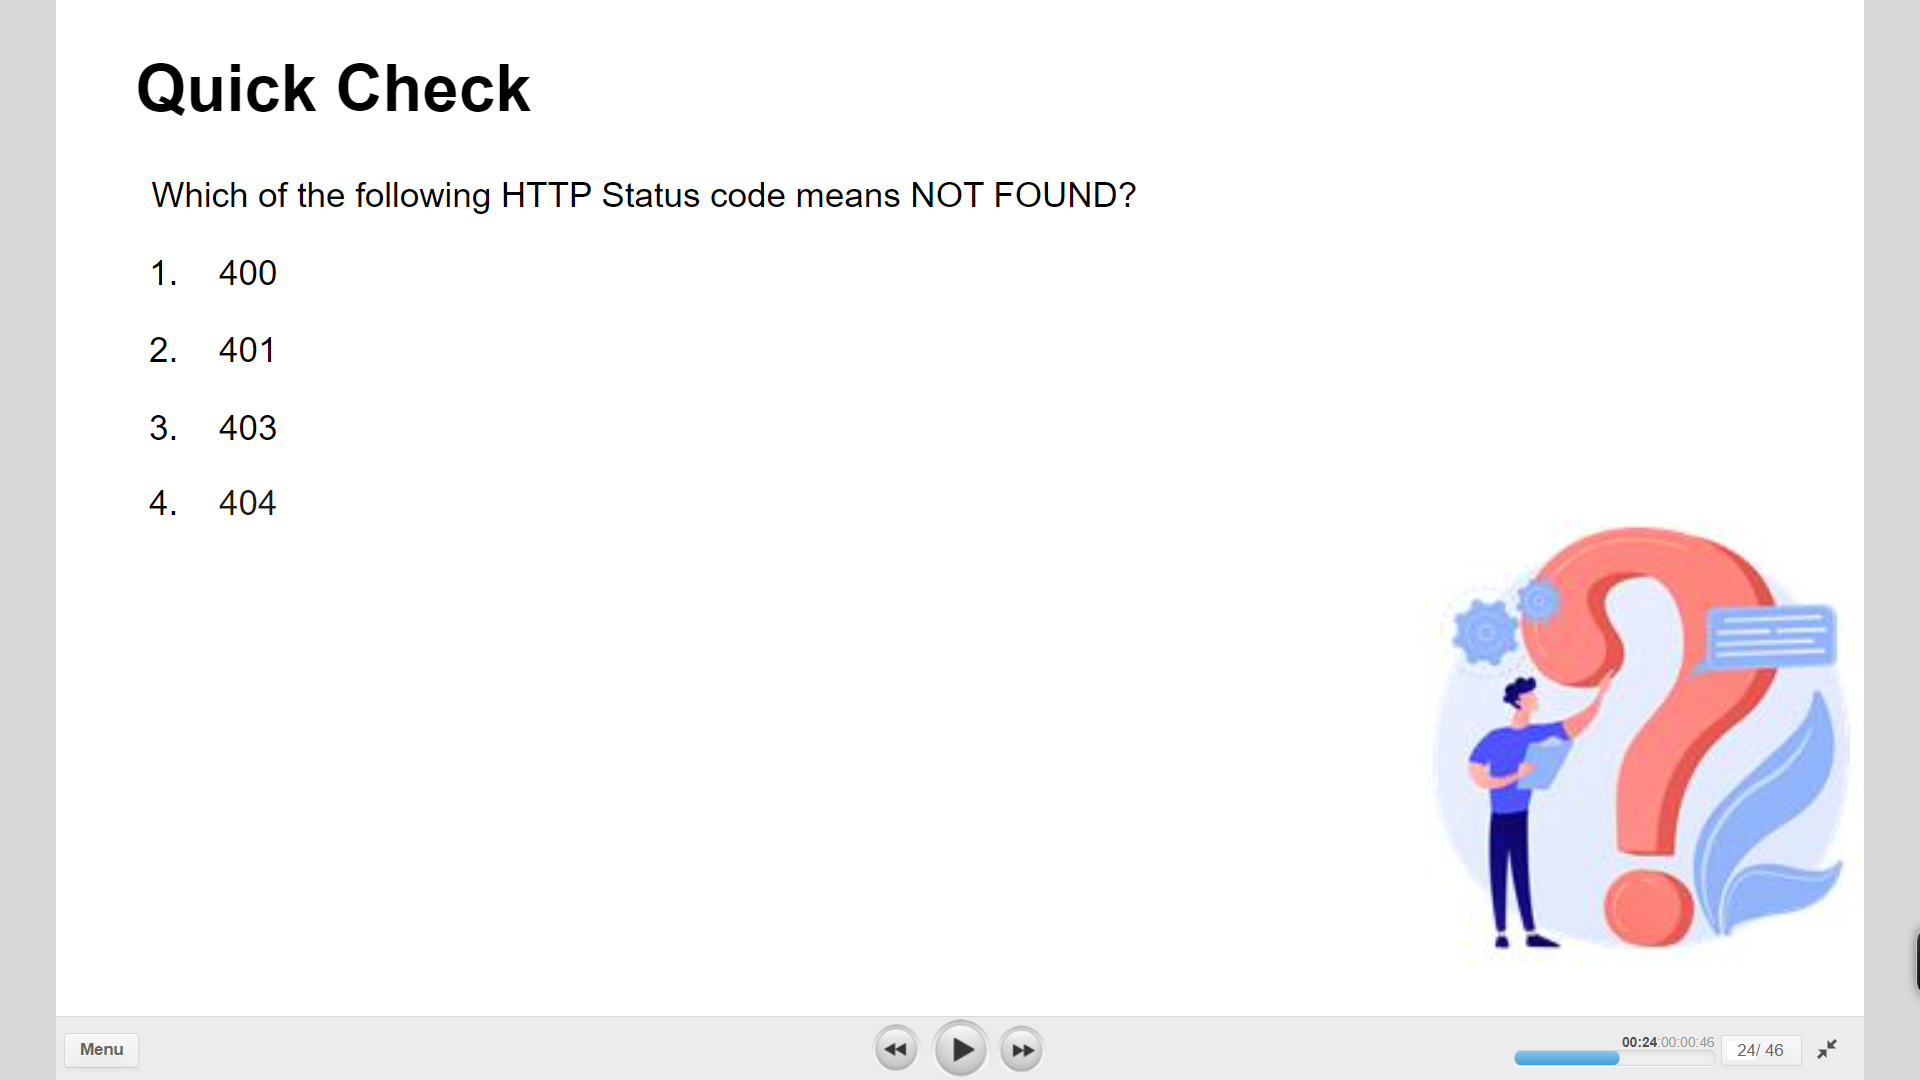 Quick Check
Which of the following HTTP Status code means NOT FOUND?
1. 400
2. 401
3. 403
4. 404
Menu
00:24:00:00:46
24/ 46